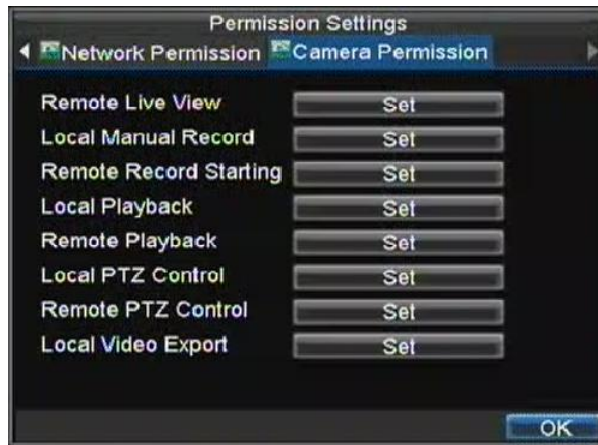 Permission Settings
Network Permission Camera Permission
Remote Live View Set
Local Manual Record Set
Remote Record Starting Set
Local Playback Set
Remote Playback Set
Local PTZ Control Set
Remote PTZ Control Set
Local Video Export Set
OK